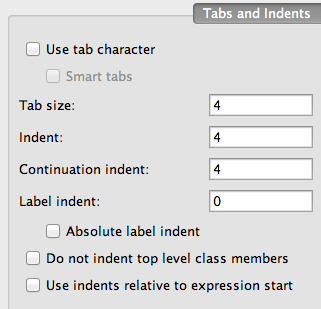 Tabs and Indents
Use tab character
Smart tabs
Tab size: 4
Indent: 4
Continuation indent: 4
Label indent: 0
Absolute label indent
Do not indent top level class members
Use indents relative to expression start